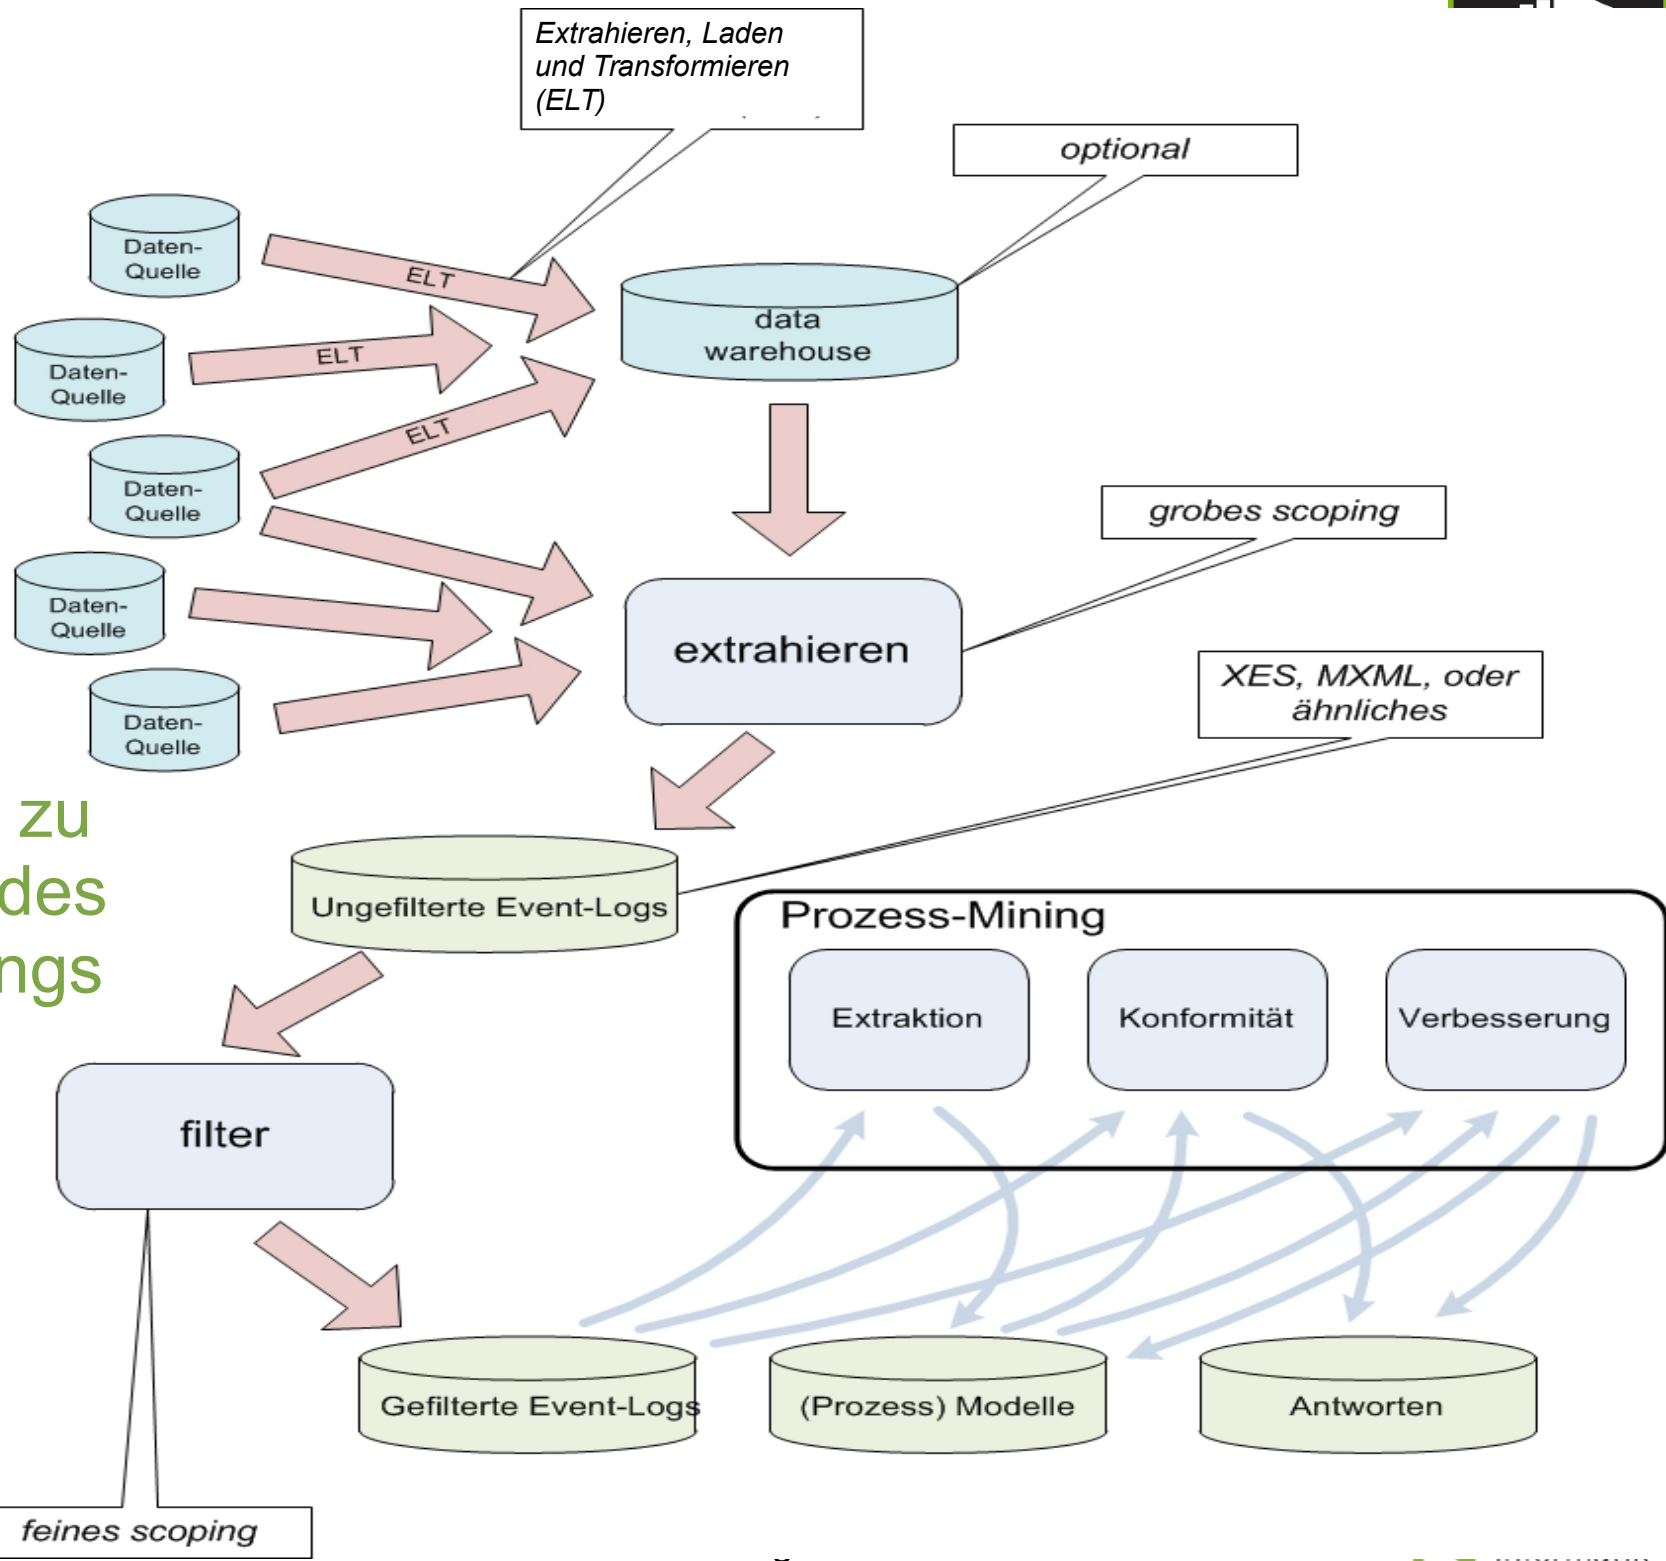 Extrahieren, Laden
und Transformieren
(ELT)
optional
Daten-
Quelle
ELT
data
warehouse
Daten-
Quelle
ELT
Daten-
Quelle
ELT
grobes scoping
Daten-
Quelle
extrahieren
XES, MXML, oder
ähnliches
Daten-
Quelle
zu
des
ngs
Ungefilterte Event-Logs
Prozess-Mining
Extraktion
Konformität
Verbesserung
filter
Gefilterte Event-Logs
(Prozess) Modelle
Antworten
feines scoping